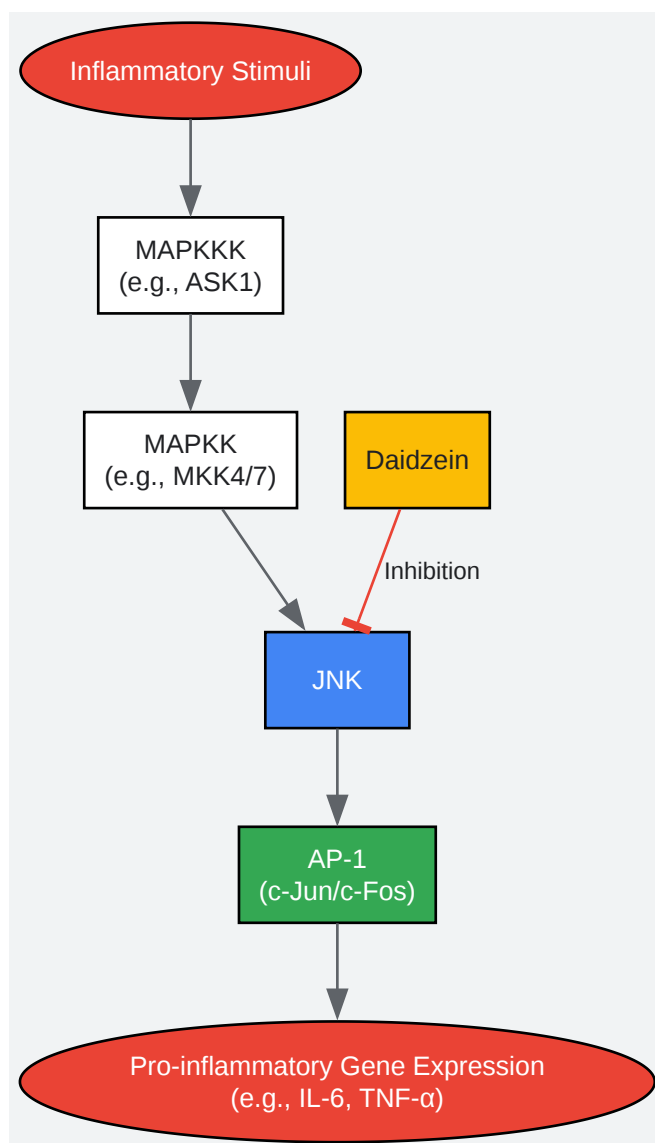 Inflammatory Stimuli
MAPKKK
(e.g., ASK1)
MAPKK
(e.g., MKK4/7)
Daidzein
Inhibition
JNK
AP-1
(c-Jun/c-Fos)
Pro-inflammatory Gene Expression
(e.g., IL-6, TNF-α)